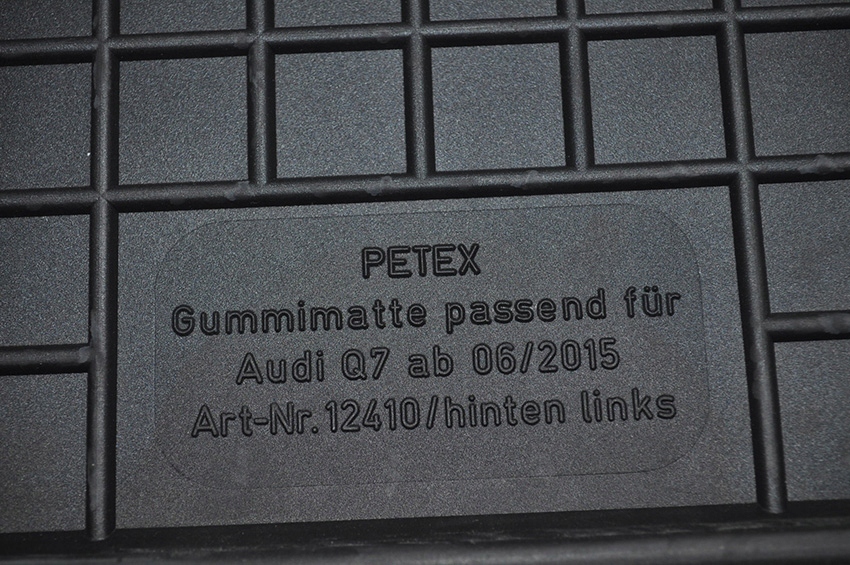 PETEX
Gummimatte passend für
Audi Q7 ab 06/2015
Art-Nr.12410/hinten links